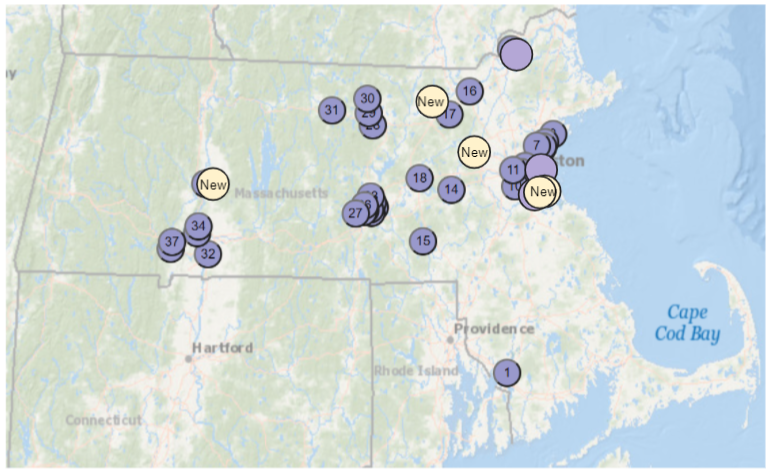 30
31
16
New
17
7
New
11
18
14
New
Massachusetts
New
27
34
37
32
15
Cape
Cod Bay
Providence
Hartford
1
Rhode Island
Connecticut